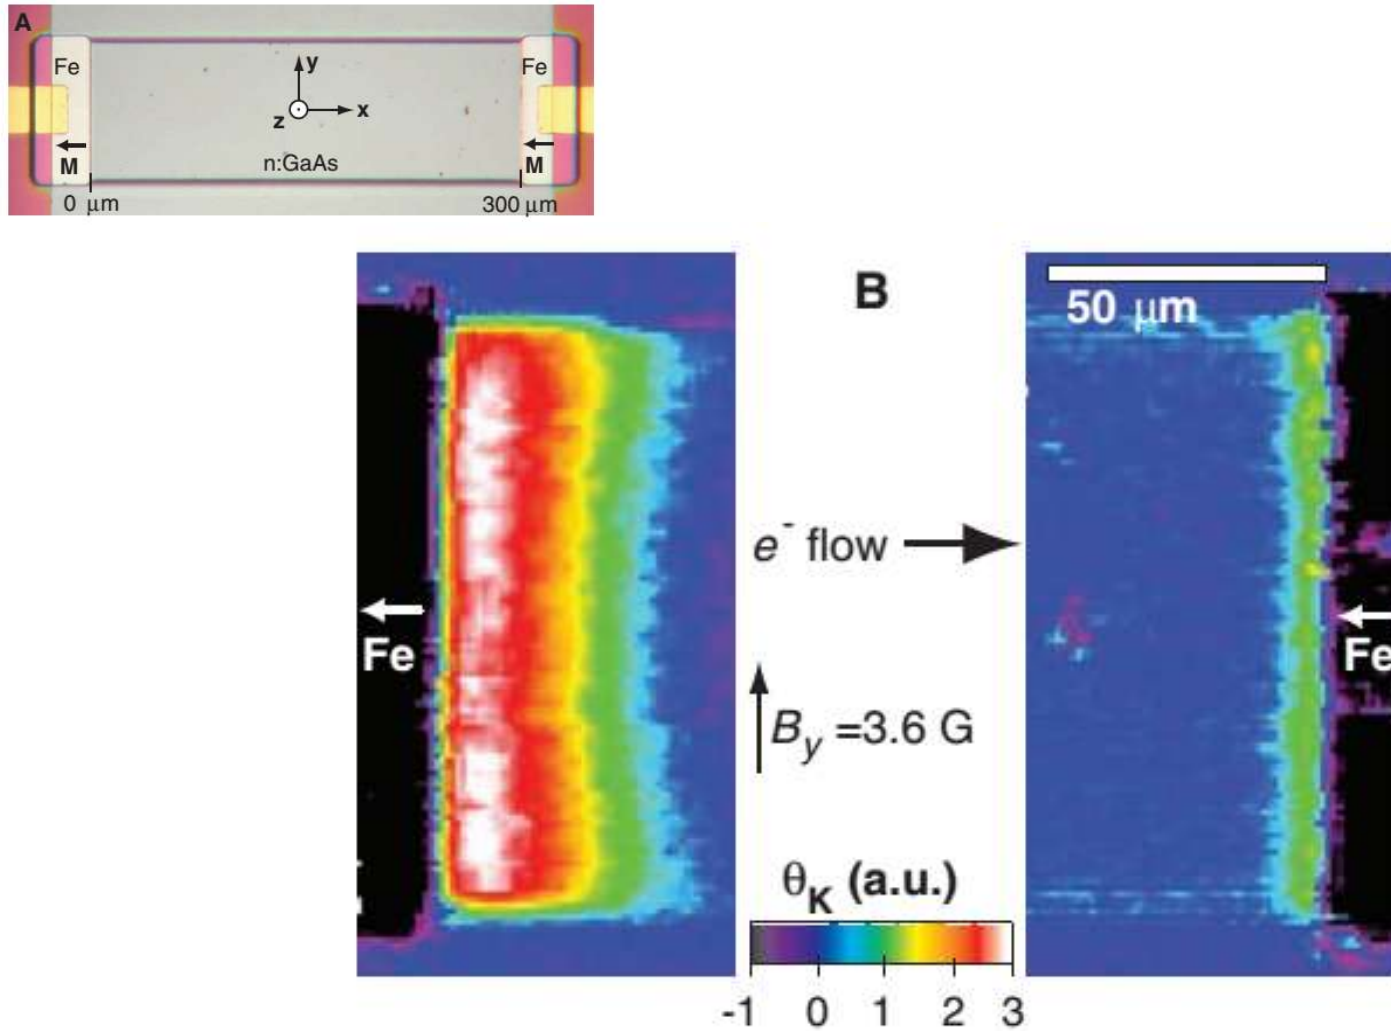 A
Fe
Fe
y
x
z
M
M
n:GaAs
0 μm
300 μm
B
50 μm
e⁻ flow
Fe
Fe
B_y =3.6 G
θ_K (a.u.)
-1 0 1 2 3